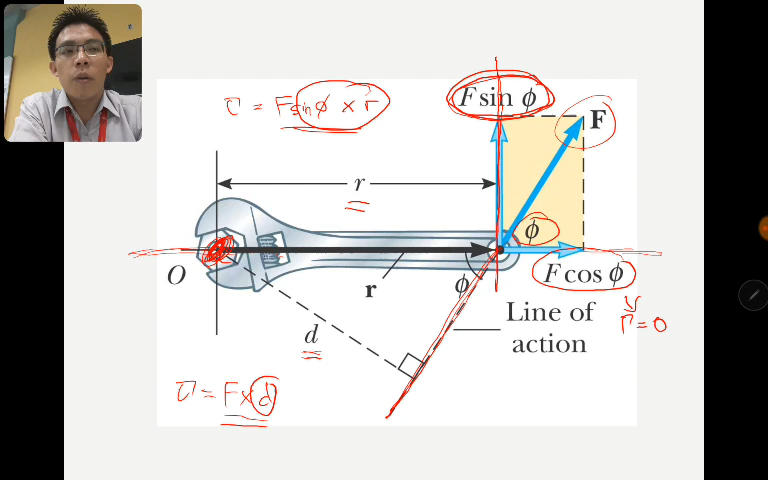 τ = F sin ϕ × r
F sin ϕ
F
r
ϕ
O
r
ϕ
F cos ϕ
r = 0
d
Line of
action
τ = F × d